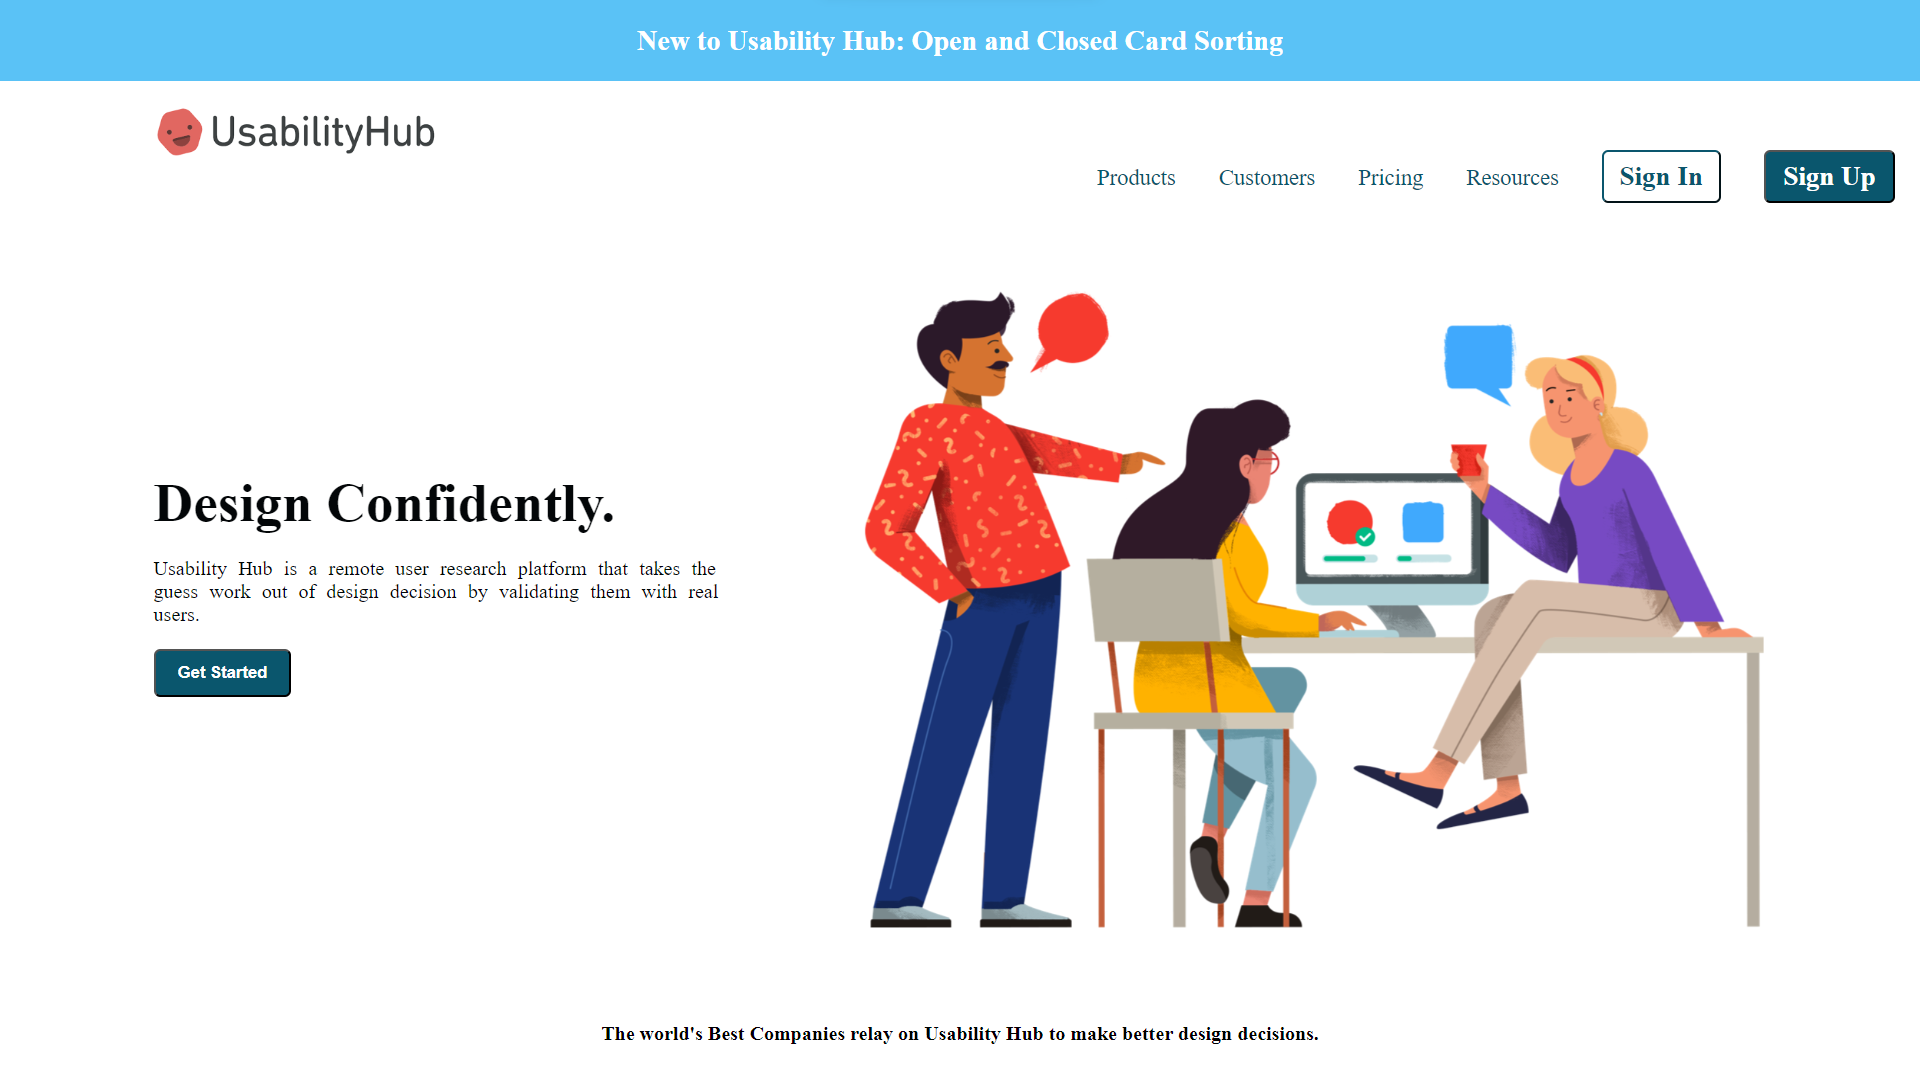 New to Usability Hub: Open and Closed Card Sorting
UsabilityHub
Products Customers Pricing Resources Sign In Sign Up
Design Confidently.
Usability Hub is a remote user research platform that takes the
guess work out of design decision by validating them with real
users.
Get Started
The world's Best Companies relay on Usability Hub to make better design decisions.